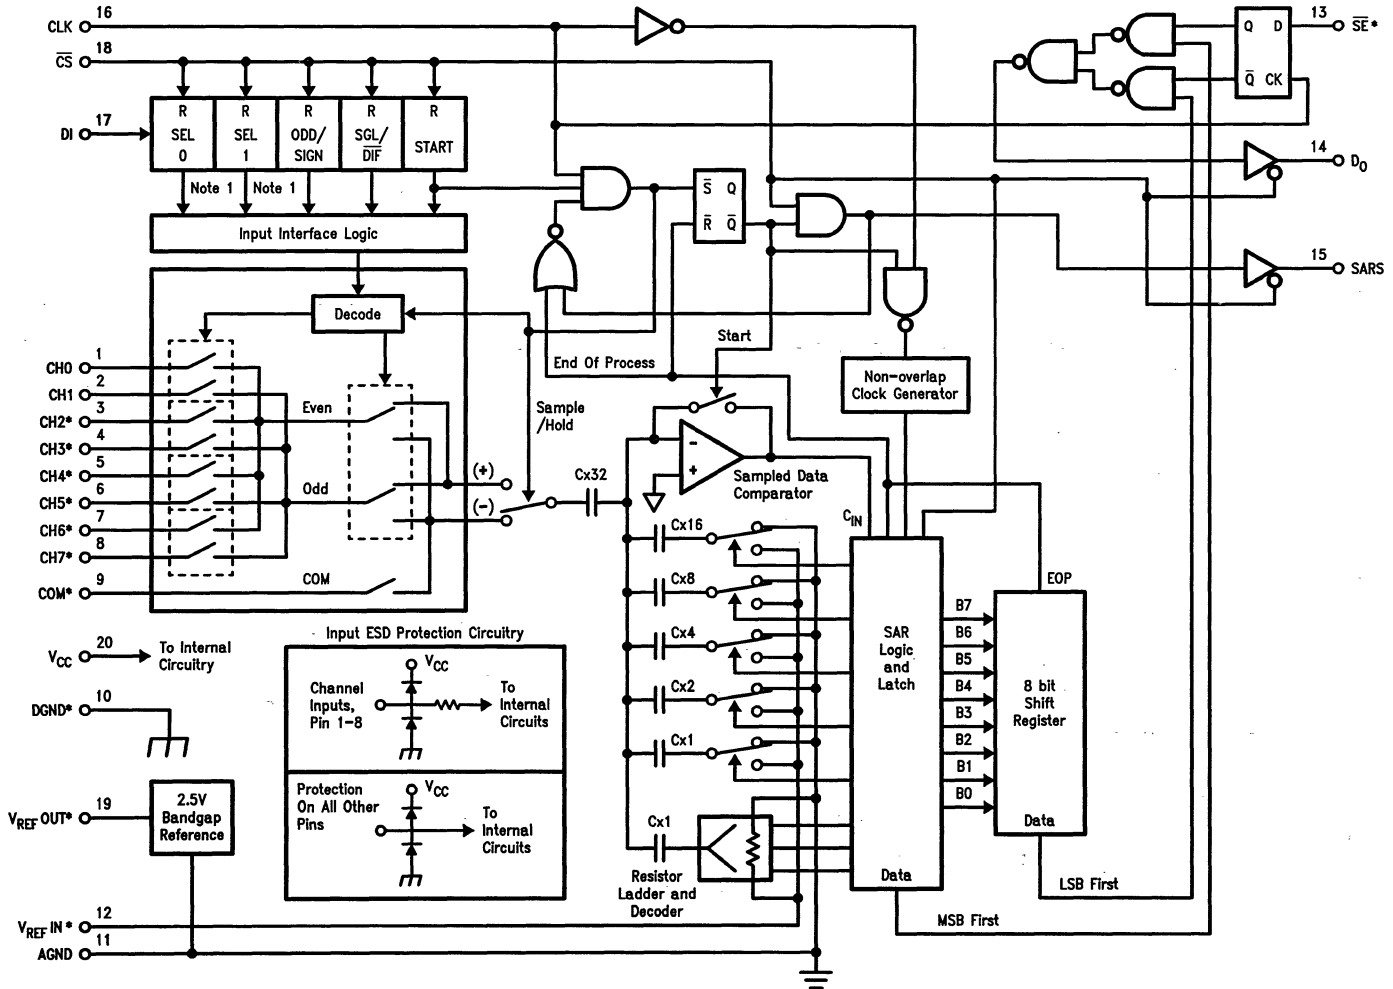 CLK 16
CS 18
DI 17
R R R R R
SEL 0
SEL 1
ODD/ SIGN
SGL/ DIF
START
Note 1
Note 1
Input Interface Logic
Decode
CH0 1
CH1 2
CH2* 3
CH3* 4
CH4* 5
CH5* 6
CH6* 7
CH7* 8
COM* 9
Even
Odd
COM
(+)
(-)
Sample
/Hold
S Q
R Q
End Of Process
Start
Non-overlap
Clock Generator
Q D
Q CK
13 SE*
14 DO
15 SARS
-
+
Sampled Data
Comparator
Cx32
Cx16
Cx8
Cx4
Cx2
Cx1
Cx1
Resistor
Ladder and
Decoder
CIN
SAR
Logic
and
Latch
Data
B7
B6
B5
B4
B3
B2
B1
B0
EOP
8 bit
Shift
Register
Data
LSB First
MSB First
VCC 20
To Internal
Circuitry
DGND* 10
VREF OUT* 19
2.5V
Bandgap
Reference
VREF IN* 12
AGND 11
Input ESD Protection Circuitry
VCC
Channel
Inputs,
Pin 1-8
To
Internal
Circuits
Protection
On All Other
Pins
VCC
To
Internal
Circuits